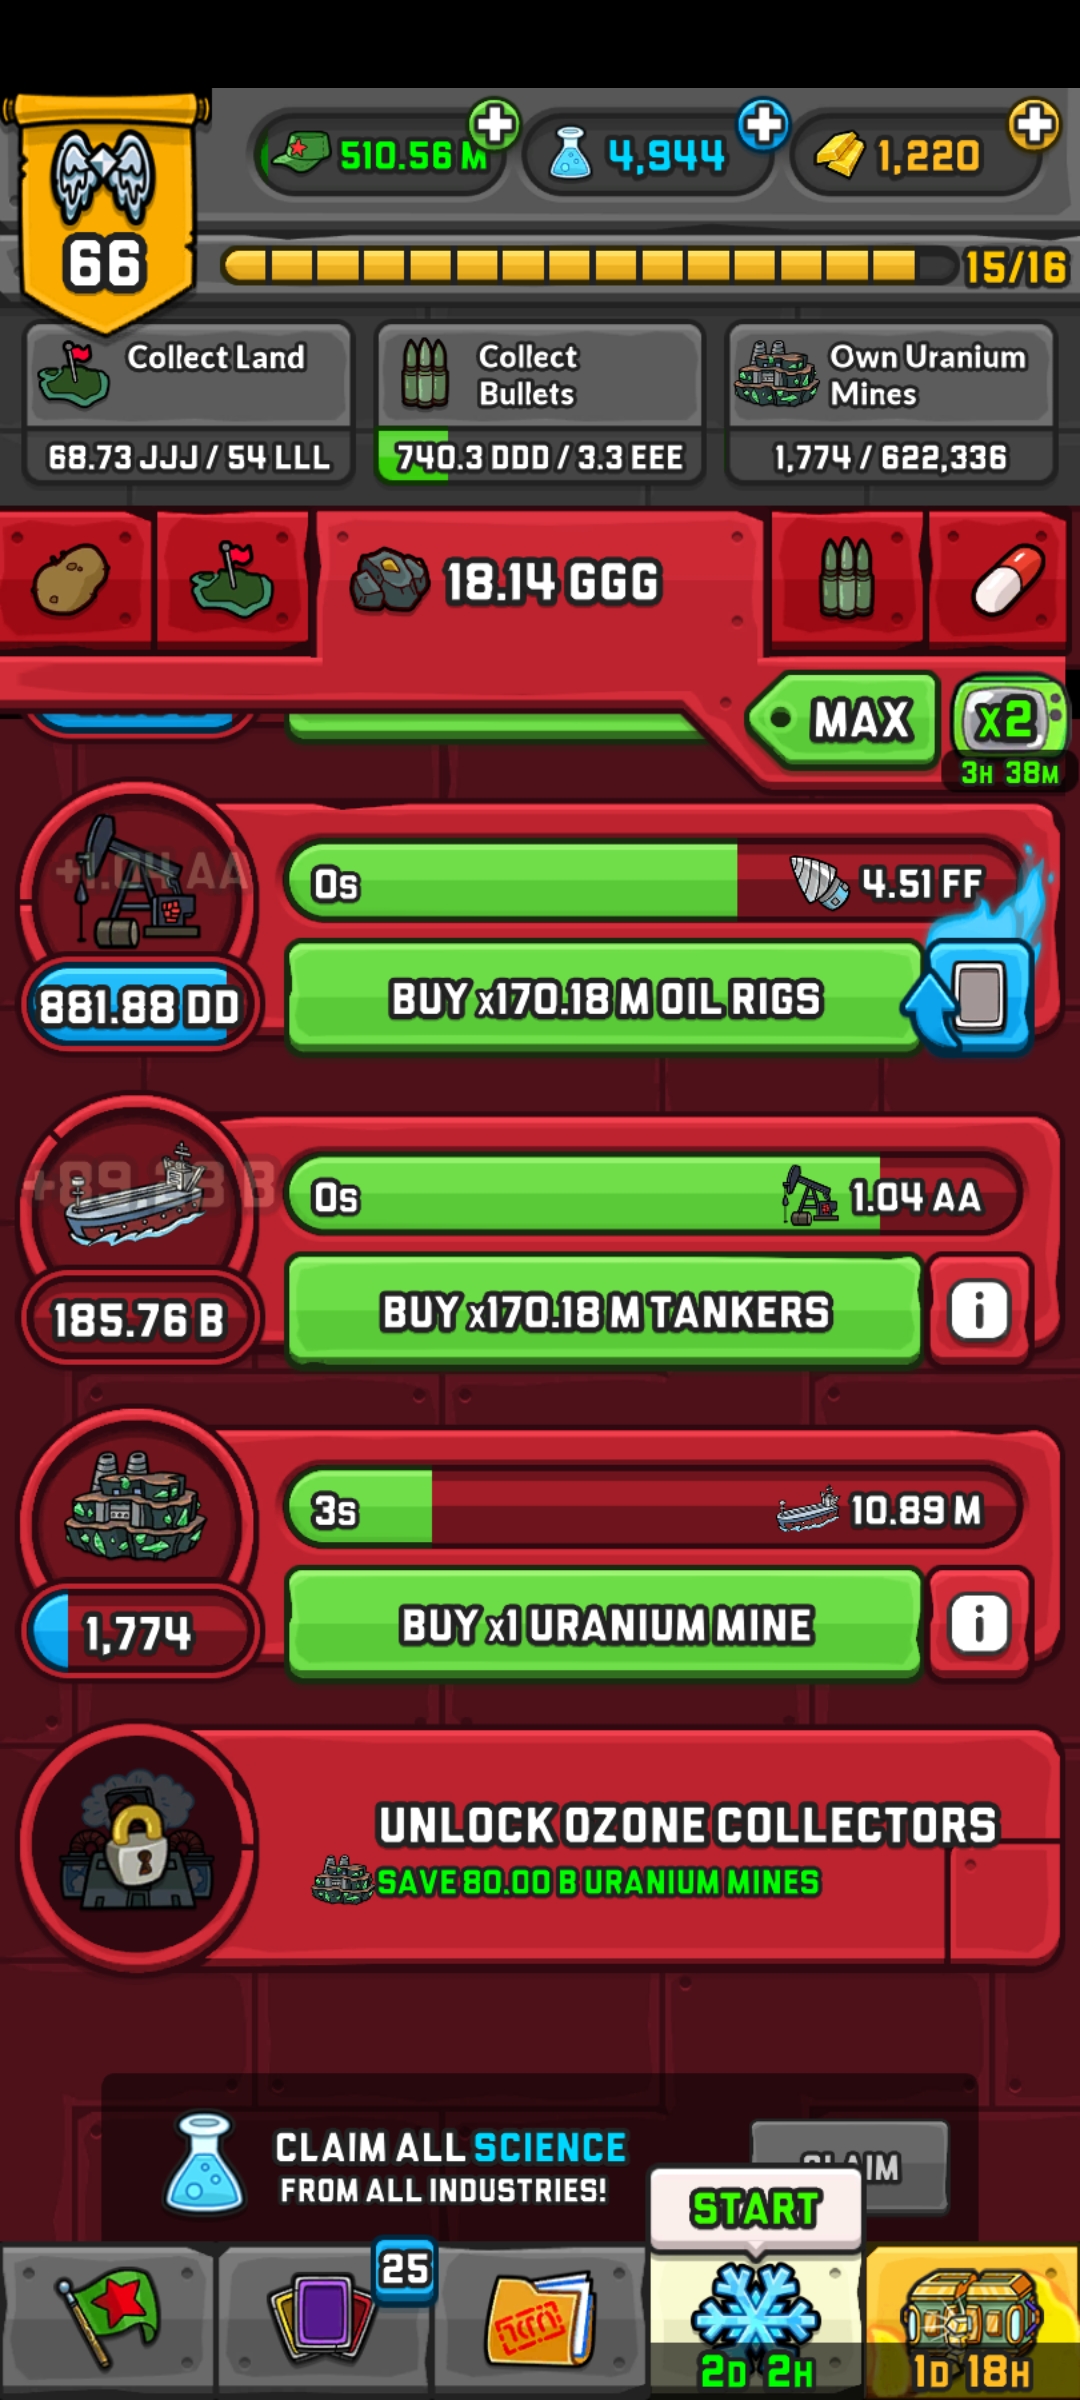 510.56 M
4,944
1,220
66
15/16
Collect Land
Collect
Bullets
Own Uranium
Mines
68.73 JJJ / 54 LLL
740.3 DDD / 3.3 EEE
1,774 / 622,336
18.14 GGG
MAX
x2
3H 38M
+1.04 AA
0s
4.51 FF
881.88 DD
BUY x170.18 M OIL RIGS
0s
1.04 AA
185.76 B
BUY x170.18 M TANKERS
i
3s
10.89 M
1,774
BUY x1 URANIUM MINE
i
UNLOCK OZONE COLLECTORS
SAVE 80.00 B URANIUM MINES
CLAIM ALL SCIENCE
FROM ALL INDUSTRIES!
CLAIM
START
25
2D 2H
1D 18H